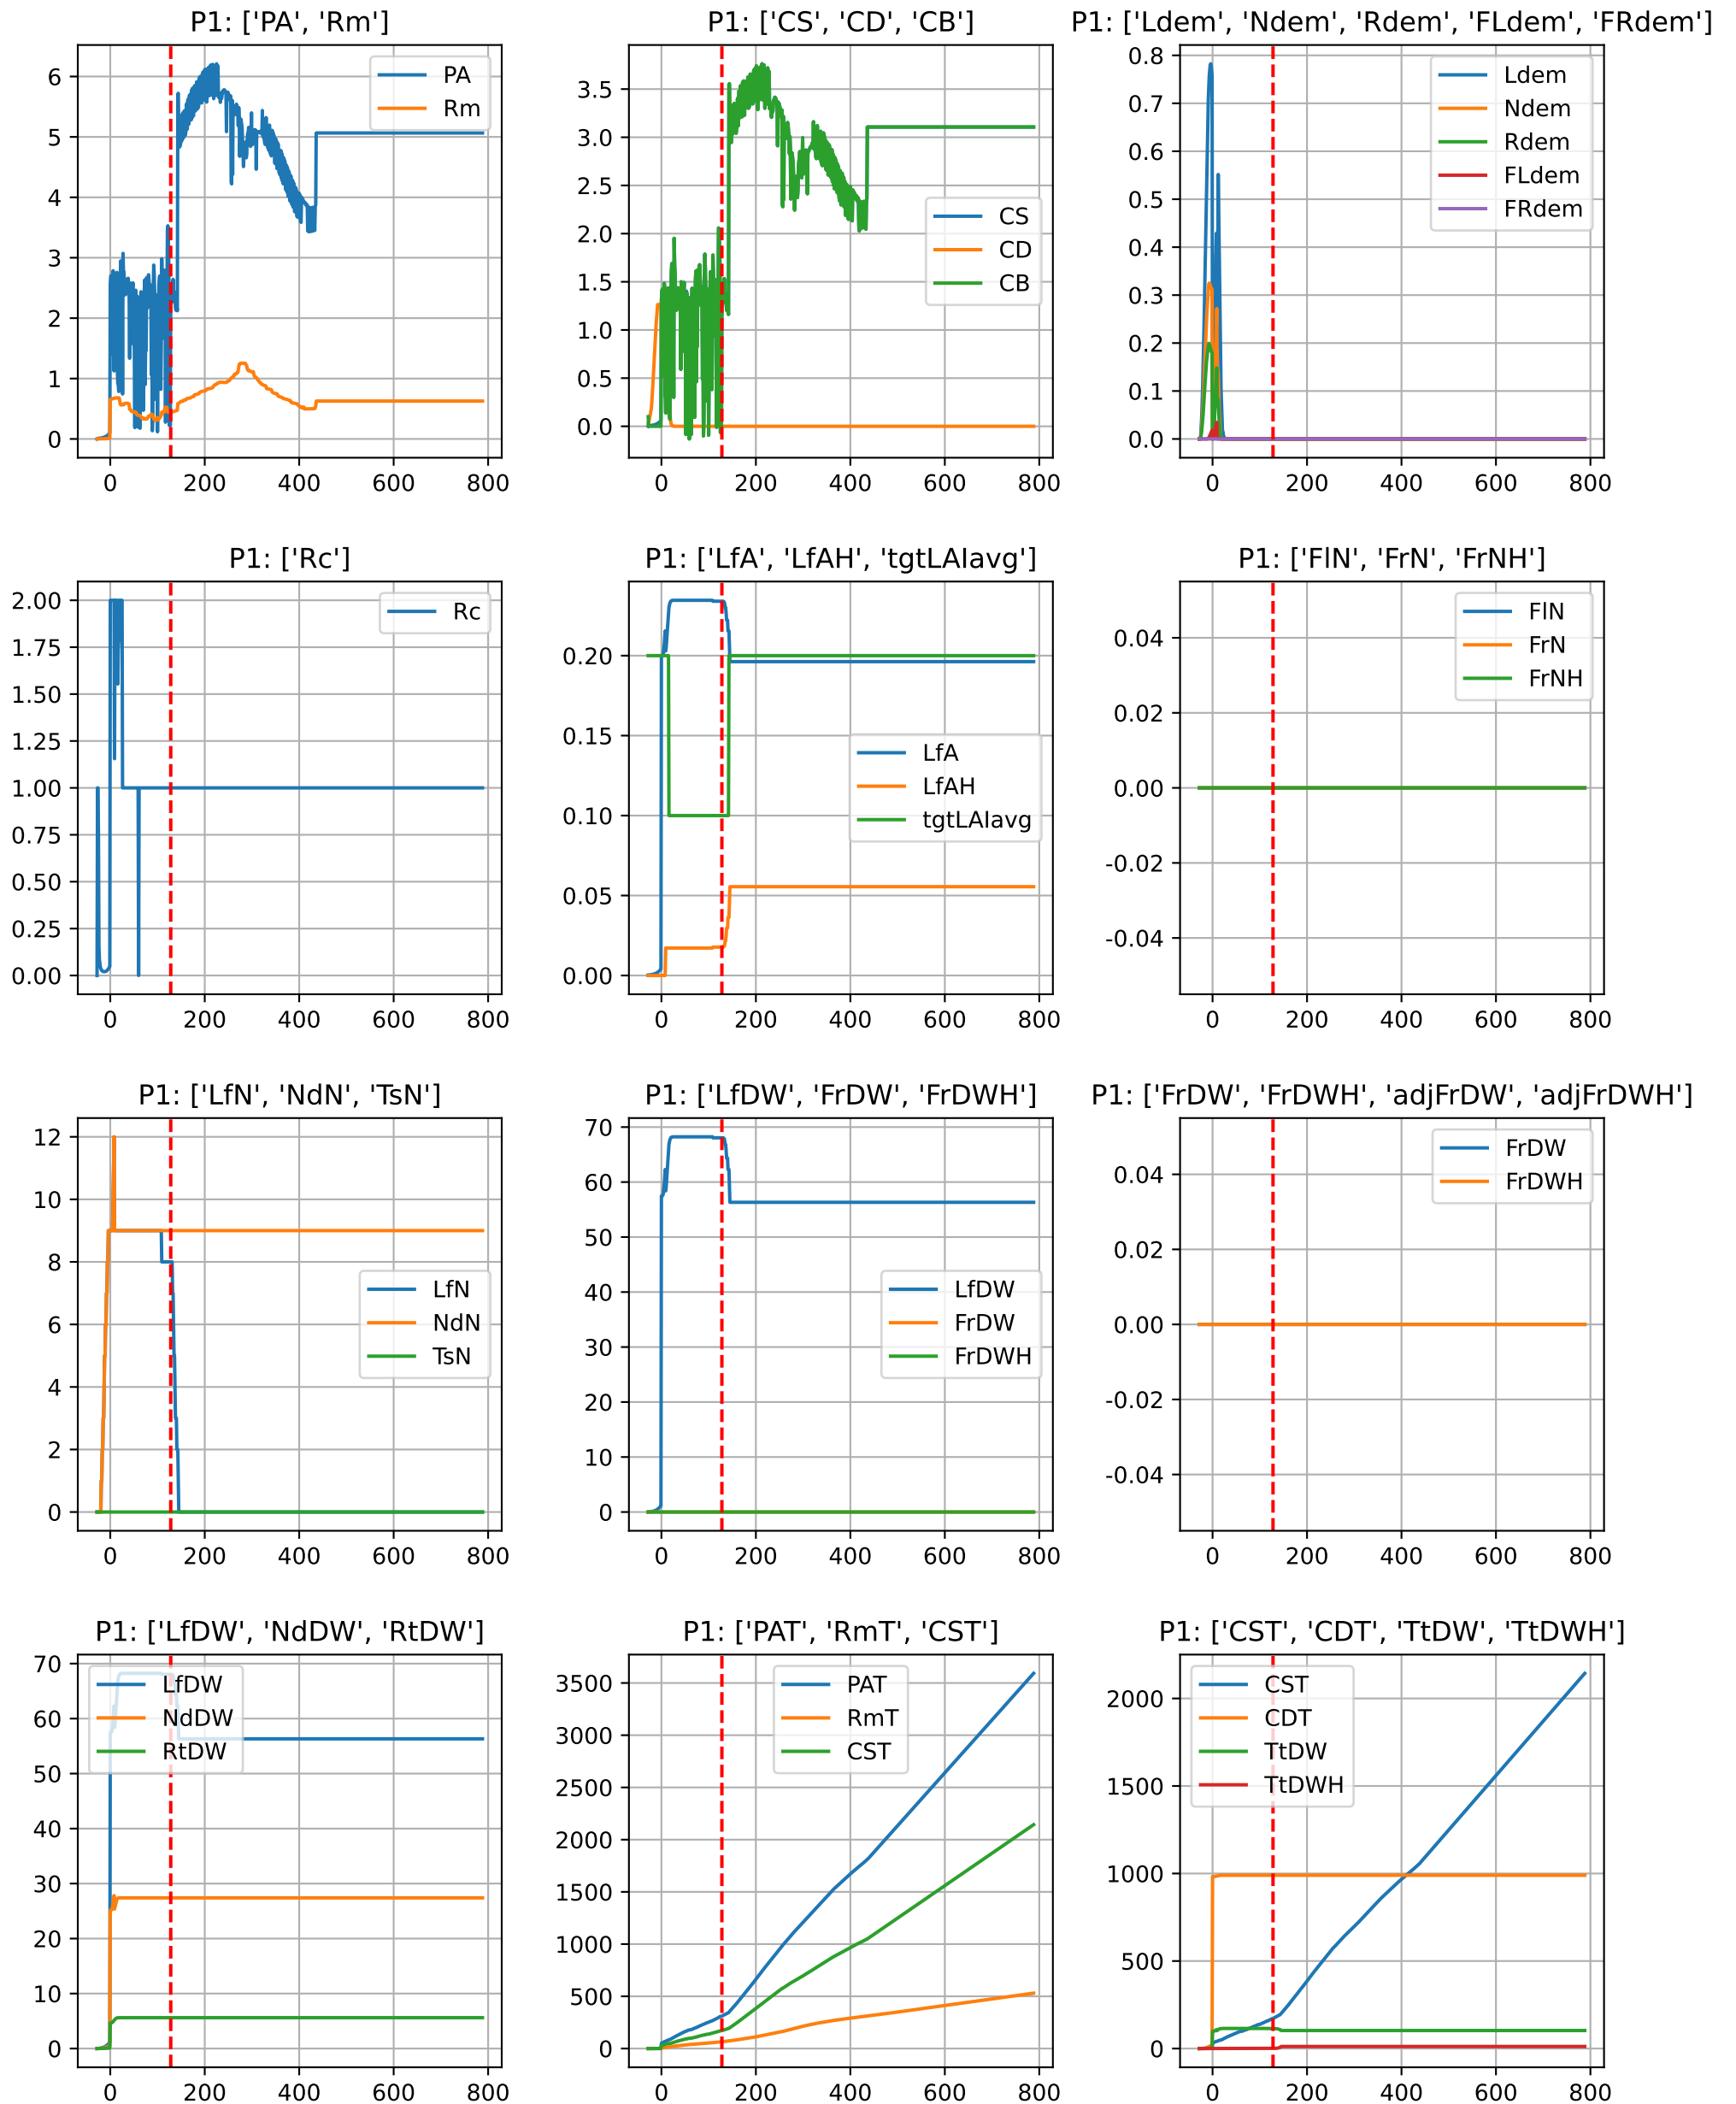 P1: ['PA', 'Rm']
PA
Rm
6
5
4
3
2
1
0
0 200 400 600 800
P1: ['CS', 'CD', 'CB']
CS
CD
CB
3.5
3.0
2.5
2.0
1.5
1.0
0.5
0.0
0 200 400 600 800
P1: ['Ldem', 'Ndem', 'Rdem', 'FLdem', 'FRdem']
Ldem
Ndem
Rdem
FLdem
FRdem
0.8
0.7
0.6
0.5
0.4
0.3
0.2
0.1
0.0
0 200 400 600 800
P1: ['Rc']
Rc
2.00
1.75
1.50
1.25
1.00
0.75
0.50
0.25
0.00
0 200 400 600 800
P1: ['LfA', 'LfAH', 'tgtLAIavg']
LfA
LfAH
tgtLAIavg
0.20
0.15
0.10
0.05
0.00
0 200 400 600 800
P1: ['FlN', 'FrN', 'FrNH']
FlN
FrN
FrNH
0.04
0.02
0.00
-0.02
-0.04
0 200 400 600 800
P1: ['LfN', 'NdN', 'TsN']
LfN
NdN
TsN
12
10
8
6
4
2
0
0 200 400 600 800
P1: ['LfDW', 'FrDW', 'FrDWH']
LfDW
FrDW
FrDWH
70
60
50
40
30
20
10
0
0 200 400 600 800
P1: ['FrDW', 'FrDWH', 'adjFrDW', 'adjFrDWH']
FrDW
FrDWH
0.04
0.02
0.00
-0.02
-0.04
0 200 400 600 800
P1: ['LfDW', 'NdDW', 'RtDW']
LfDW
NdDW
RtDW
70
60
50
40
30
20
10
0
0 200 400 600 800
P1: ['PAT', 'RmT', 'CST']
PAT
RmT
CST
3500
3000
2500
2000
1500
1000
500
0
0 200 400 600 800
P1: ['CST', 'CDT', 'TtDW', 'TtDWH']
CST
CDT
TtDW
TtDWH
2000
1500
1000
500
0
0 200 400 600 800